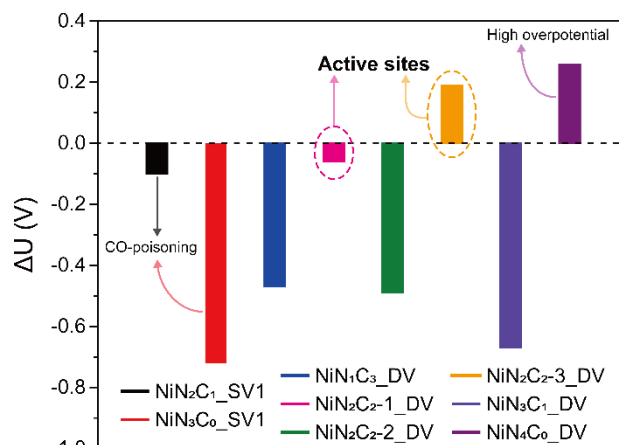 High overpotential
Active sites
0.4
0.2
0.0
-0.2
-0.4
-0.6
-0.8
ΔU (V)
CO-poisoning
NiN₂C₁_SV1
NiN₃C₀_SV1
NiN₁C₃_DV
NiN₂C₂-1_DV
NiN₂C₂-2_DV
NiN₂C₂-3_DV
NiN₃C₁_DV
NiN₄C₀_DV